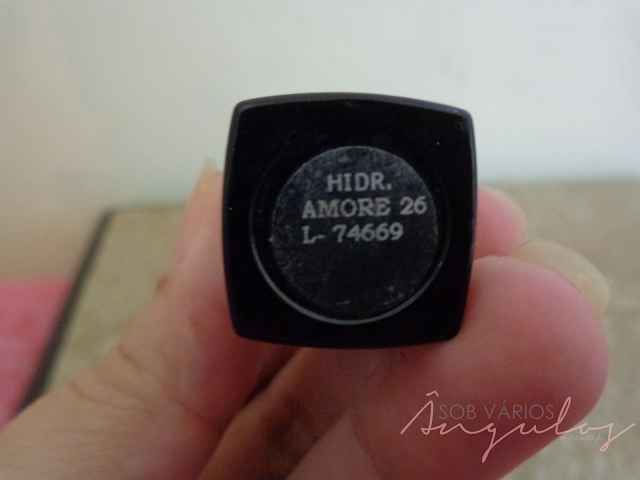 HIDR.
AMORE 26
L- 74669
SOB VÁRIOS
Ângulos